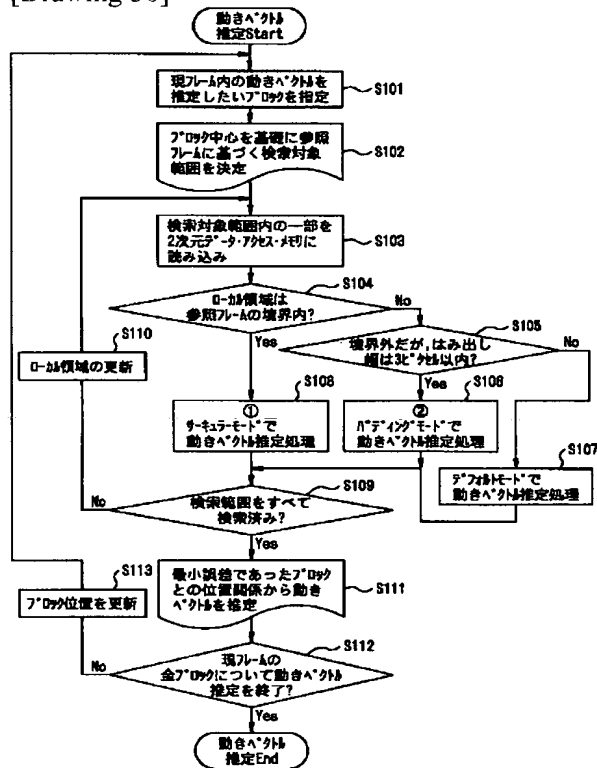 [Drawing 30]
動きベクトル
推定Start
現フレーム内の動きベクトルを
推定したいブロックを指定
S101
ブロック中心を基礎に参照
フレームに基づく検索対象
範囲を決定
S102
検索対象範囲内の一部を
2次元データ・アクセス・メモリに
読み込み
S103
S104
ローカル領域は
参照フレームの境界内?
No
Yes
S105
境界外だが、はみ出し
幅は3ピクセル以内?
No
Yes
S110
ローカル領域の更新
S108
①
サーキュラーモードで
動きベクトル推定処理
S106
②
パディングモードで
動きベクトル推定処理
S107
デフォルトモードで
動きベクトル推定処理
S109
検索範囲をすべて
検索済み?
No
Yes
S113
ブロック位置を更新
最小誤差であったブロック
との位置関係から動き
ベクトルを推定
S111
S112
現フレームの
全ブロックについて動きベクトル
推定を終了?
No
Yes
動きベクトル
推定End